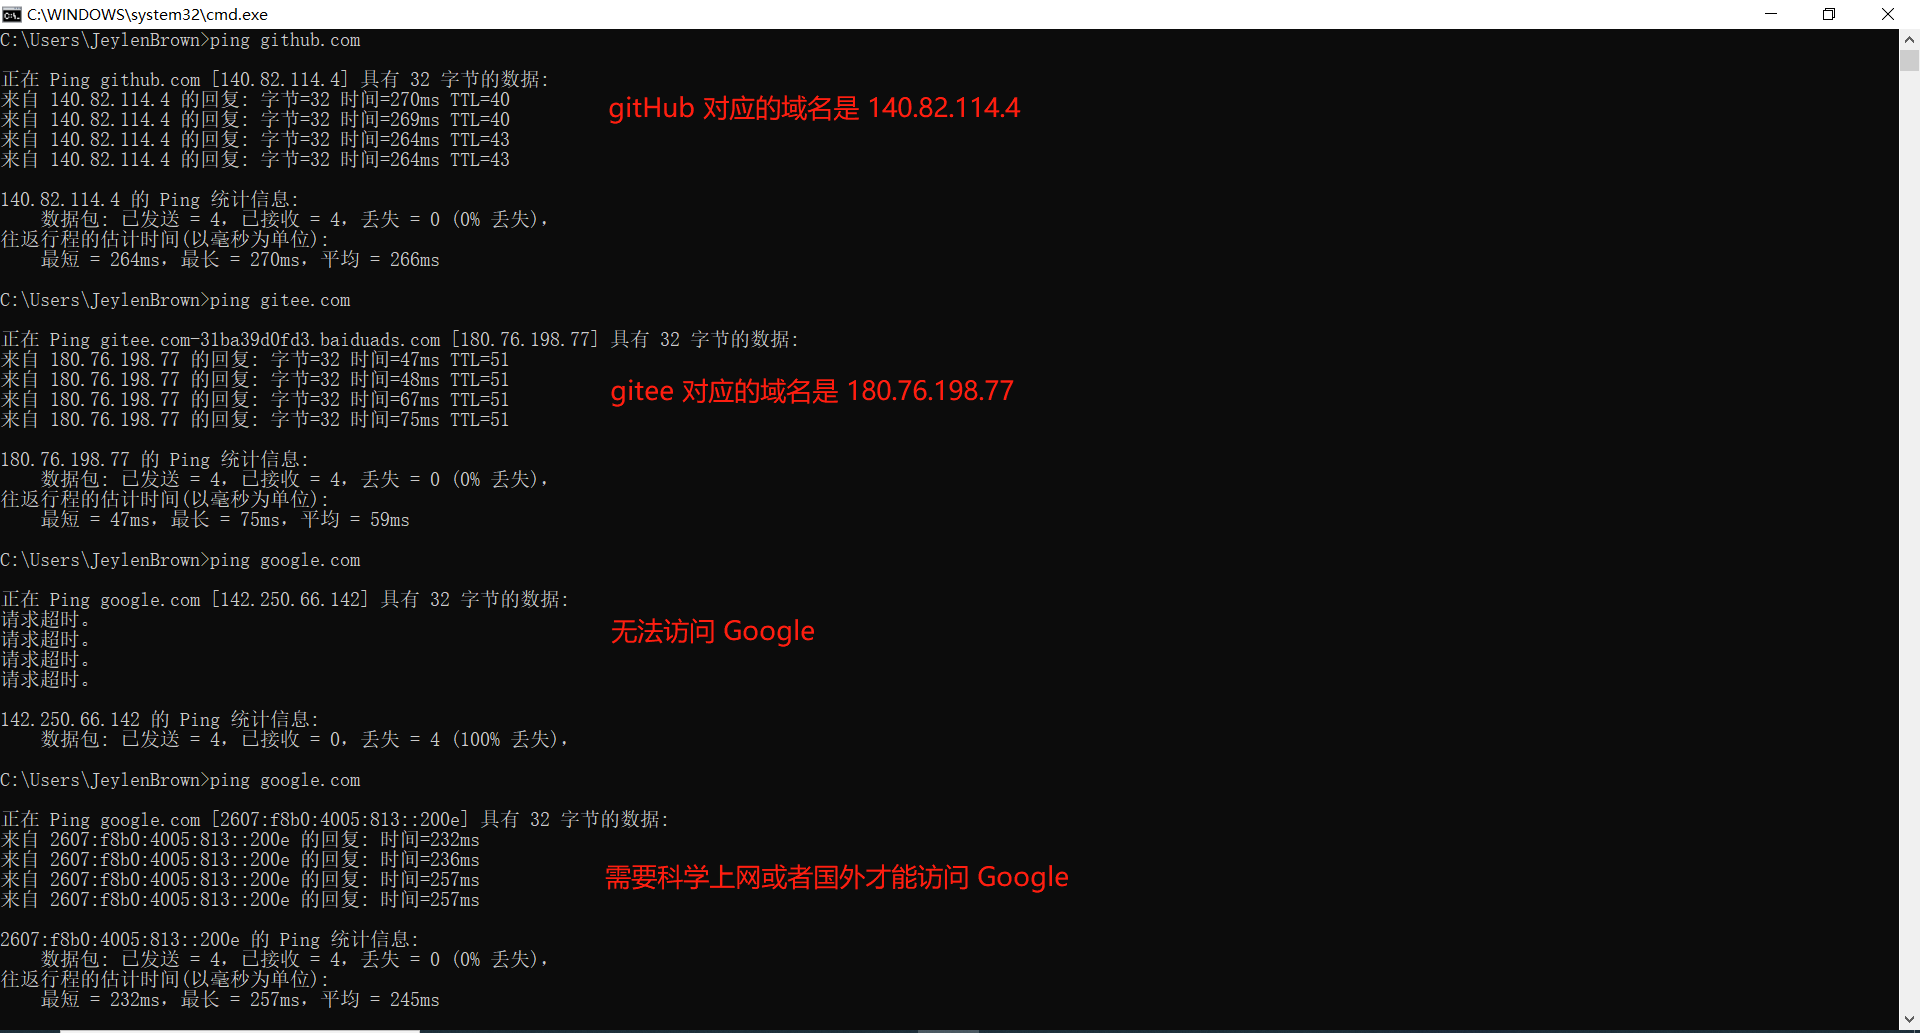 C:\WINDOWS\system32\cmd.exe
C:\Users\JeylenBrown>ping github.com
正在 Ping github.com [140.82.114.4] 具有 32 字节的数据:
来自 140.82.114.4 的回复: 字节=32 时间=270ms TTL=40
来自 140.82.114.4 的回复: 字节=32 时间=269ms TTL=40
来自 140.82.114.4 的回复: 字节=32 时间=264ms TTL=43
来自 140.82.114.4 的回复: 字节=32 时间=264ms TTL=43
gitHub 对应的域名是 140.82.114.4
140.82.114.4 的 Ping 统计信息:
数据包: 已发送 = 4，已接收 = 4，丢失 = 0 (0% 丢失)，
往返行程的估计时间(以毫秒为单位):
最短 = 264ms，最长 = 270ms，平均 = 266ms
C:\Users\JeylenBrown>ping gitee.com
正在 Ping gitee.com-31ba39d0fd3.baiduads.com [180.76.198.77] 具有 32 字节的数据:
来自 180.76.198.77 的回复: 字节=32 时间=47ms TTL=51
来自 180.76.198.77 的回复: 字节=32 时间=48ms TTL=51
来自 180.76.198.77 的回复: 字节=32 时间=67ms TTL=51
来自 180.76.198.77 的回复: 字节=32 时间=75ms TTL=51
gitee 对应的域名是 180.76.198.77
180.76.198.77 的 Ping 统计信息:
数据包: 已发送 = 4，已接收 = 4，丢失 = 0 (0% 丢失)，
往返行程的估计时间(以毫秒为单位):
最短 = 47ms，最长 = 75ms，平均 = 59ms
C:\Users\JeylenBrown>ping google.com
正在 Ping google.com [142.250.66.142] 具有 32 字节的数据:
请求超时。
请求超时。
请求超时。
请求超时。
无法访问 Google
142.250.66.142 的 Ping 统计信息:
数据包: 已发送 = 4，已接收 = 0，丢失 = 4 (100% 丢失)，
C:\Users\JeylenBrown>ping google.com
正在 Ping google.com [2607:f8b0:4005:813::200e] 具有 32 字节的数据:
来自 2607:f8b0:4005:813::200e 的回复: 时间=232ms
来自 2607:f8b0:4005:813::200e 的回复: 时间=236ms
来自 2607:f8b0:4005:813::200e 的回复: 时间=257ms
来自 2607:f8b0:4005:813::200e 的回复: 时间=257ms
需要科学上网或者国外才能访问 Google
2607:f8b0:4005:813::200e 的 Ping 统计信息:
数据包: 已发送 = 4，已接收 = 4，丢失 = 0 (0% 丢失)，
往返行程的估计时间(以毫秒为单位):
最短 = 232ms，最长 = 257ms，平均 = 245ms